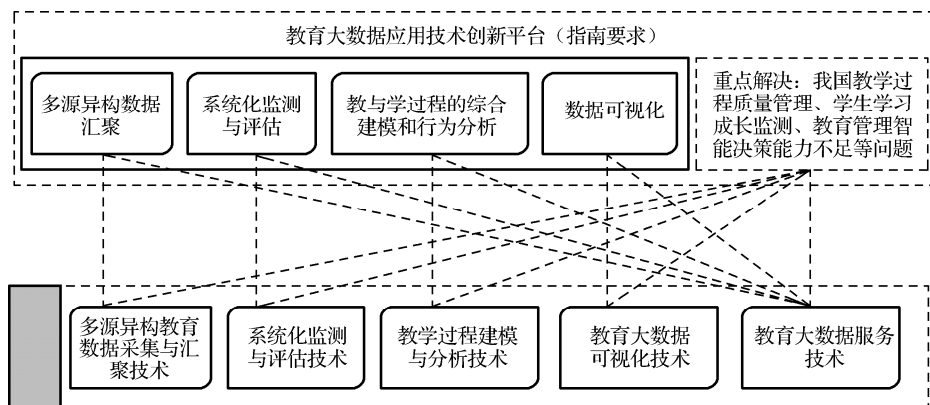 教育大数据应用技术创新平台（指南要求）
多源异构数据
汇聚
系统化监测
与评估
教与学过程的综合
建模和行为分析
数据可视化
重点解决：我国教学过
程质量管理、学生学习
成长监测、教育管理智
能决策能力不足等问题
多源异构教育
数据采集与汇
聚技术
系统化监测
与评估技术
教学过程建模
与分析技术
教育大数据
可视化技术
教育大数据服务
技术